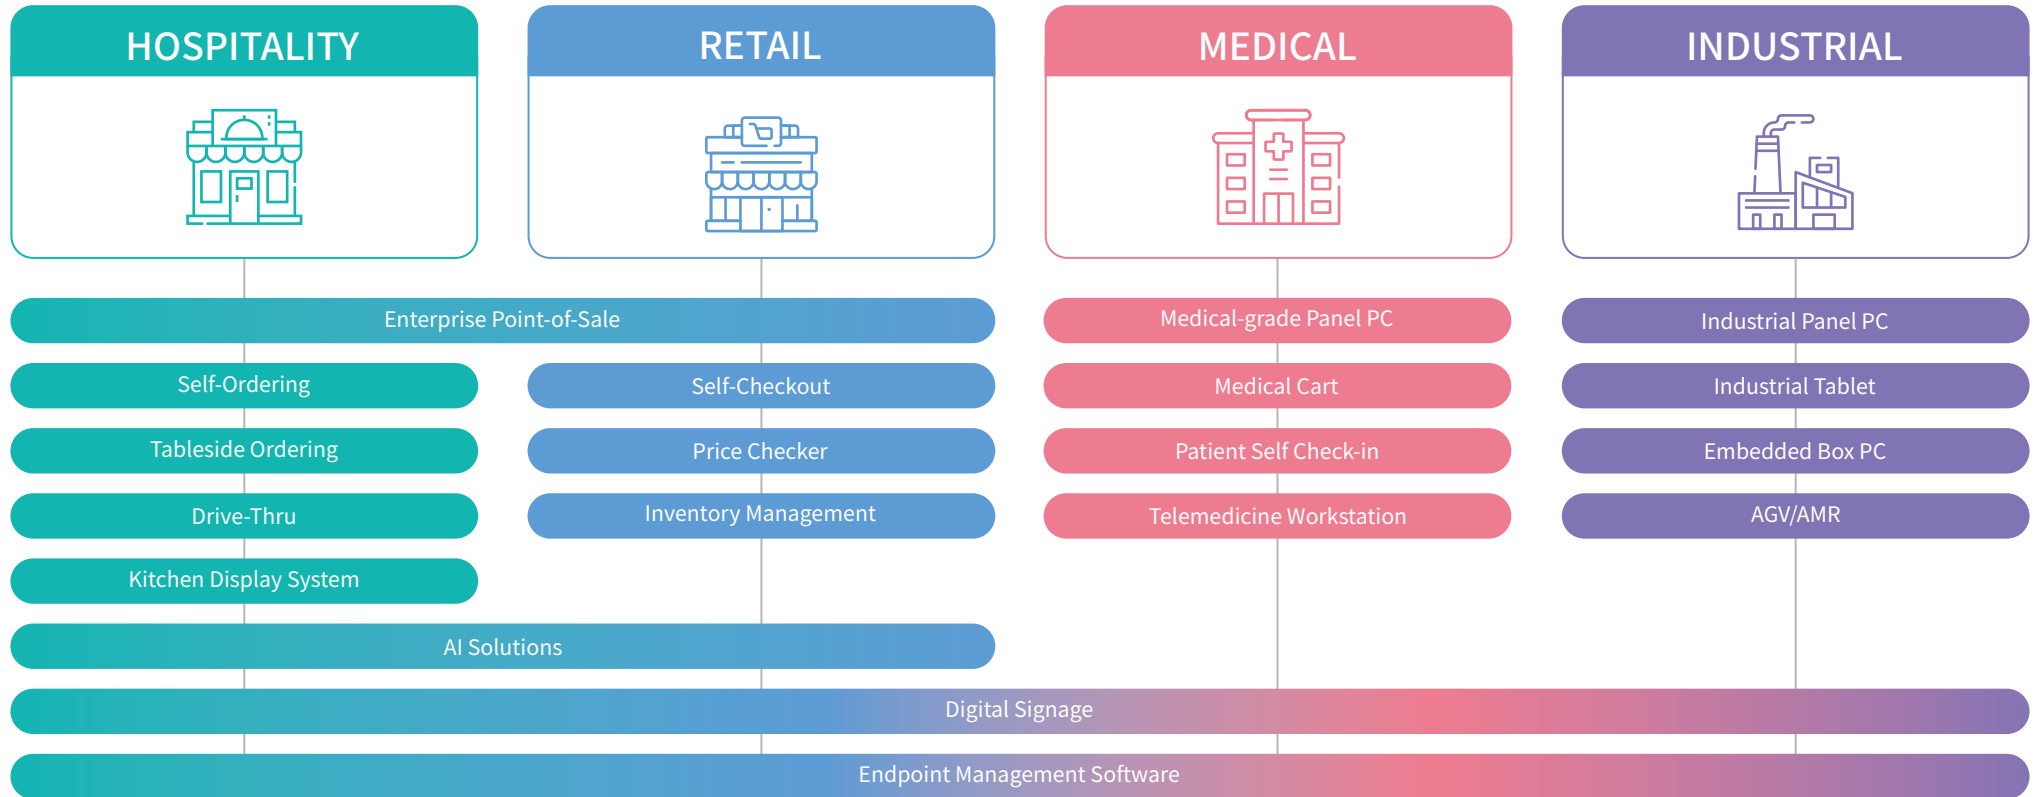 HOSPITALITY
RETAIL
MEDICAL
INDUSTRIAL
Enterprise Point-of-Sale
Medical-grade Panel PC
Industrial Panel PC
Self-Ordering
Self-Checkout
Medical Cart
Industrial Tablet
Tableside Ordering
Price Checker
Patient Self Check-in
Embedded Box PC
Drive-Thru
Inventory Management
Telemedicine Workstation
AGV/AMR
Kitchen Display System
AI Solutions
Digital Signage
Endpoint Management Software